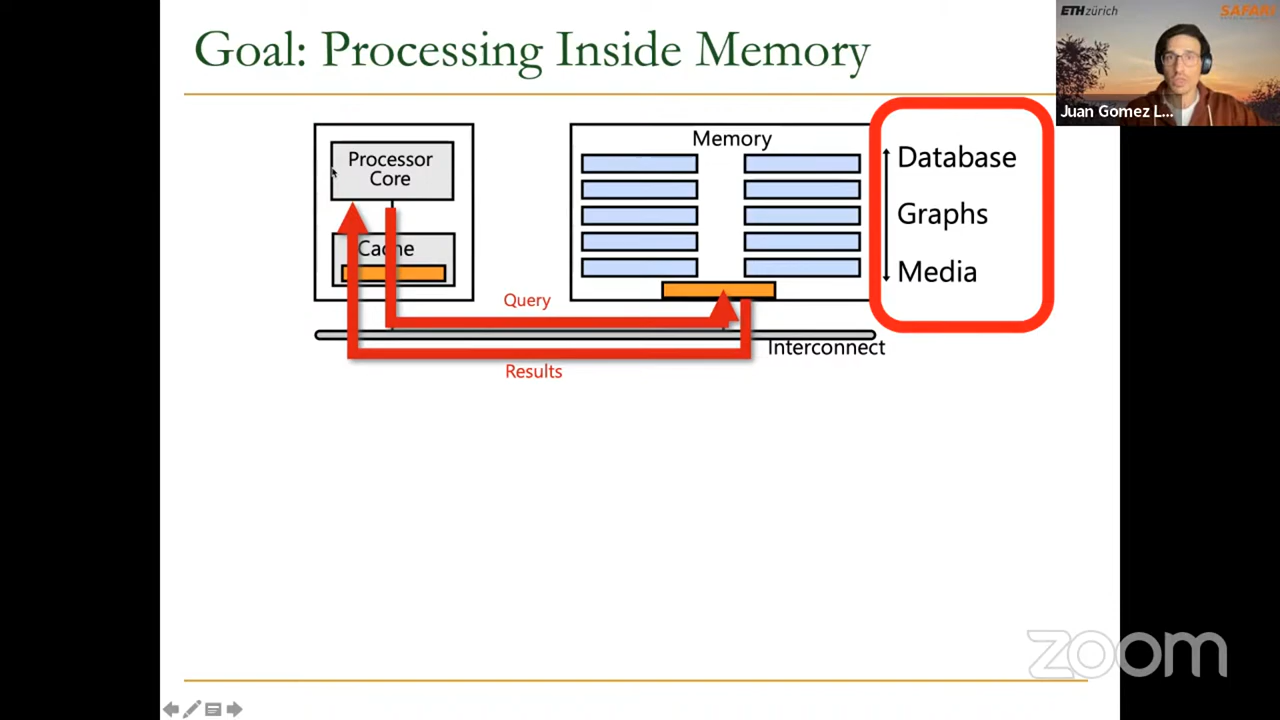 Goal: Processing Inside Memory
ETH zürich
SAFARI
Juan Gomez L...
Processor
Core
Cache
Memory
Database
Graphs
Media
Query
Interconnect
Results
zoom